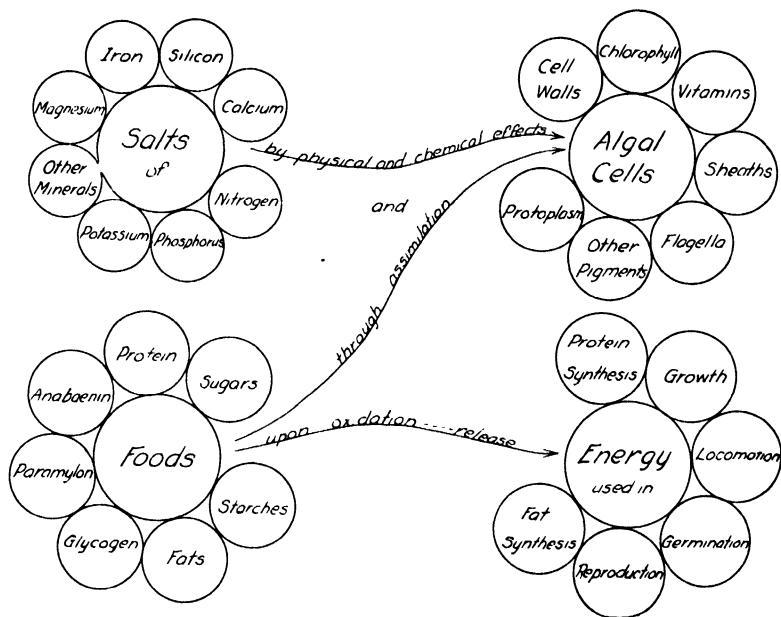 Iron
Silicon
Magnesium
Calcium
Salts
of
Other
Minerals
Nitrogen
Potassium
Phosphorus
by physical and chemical effects
and
through assimilation
Chlorophyll
Cell
Walls
Vitamins
Algal
Cells
Sheaths
Protoplasm
Other
Pigments
Flagella
Protein
Sugars
Anabaenin
Foods
Paramylon
Starches
Glycogen
Fats
upon ox dation ----release
Protein
Synthesis
Growth
Energy
used in
Locomotion
Fat
Synthesis
Germination
Reproduction